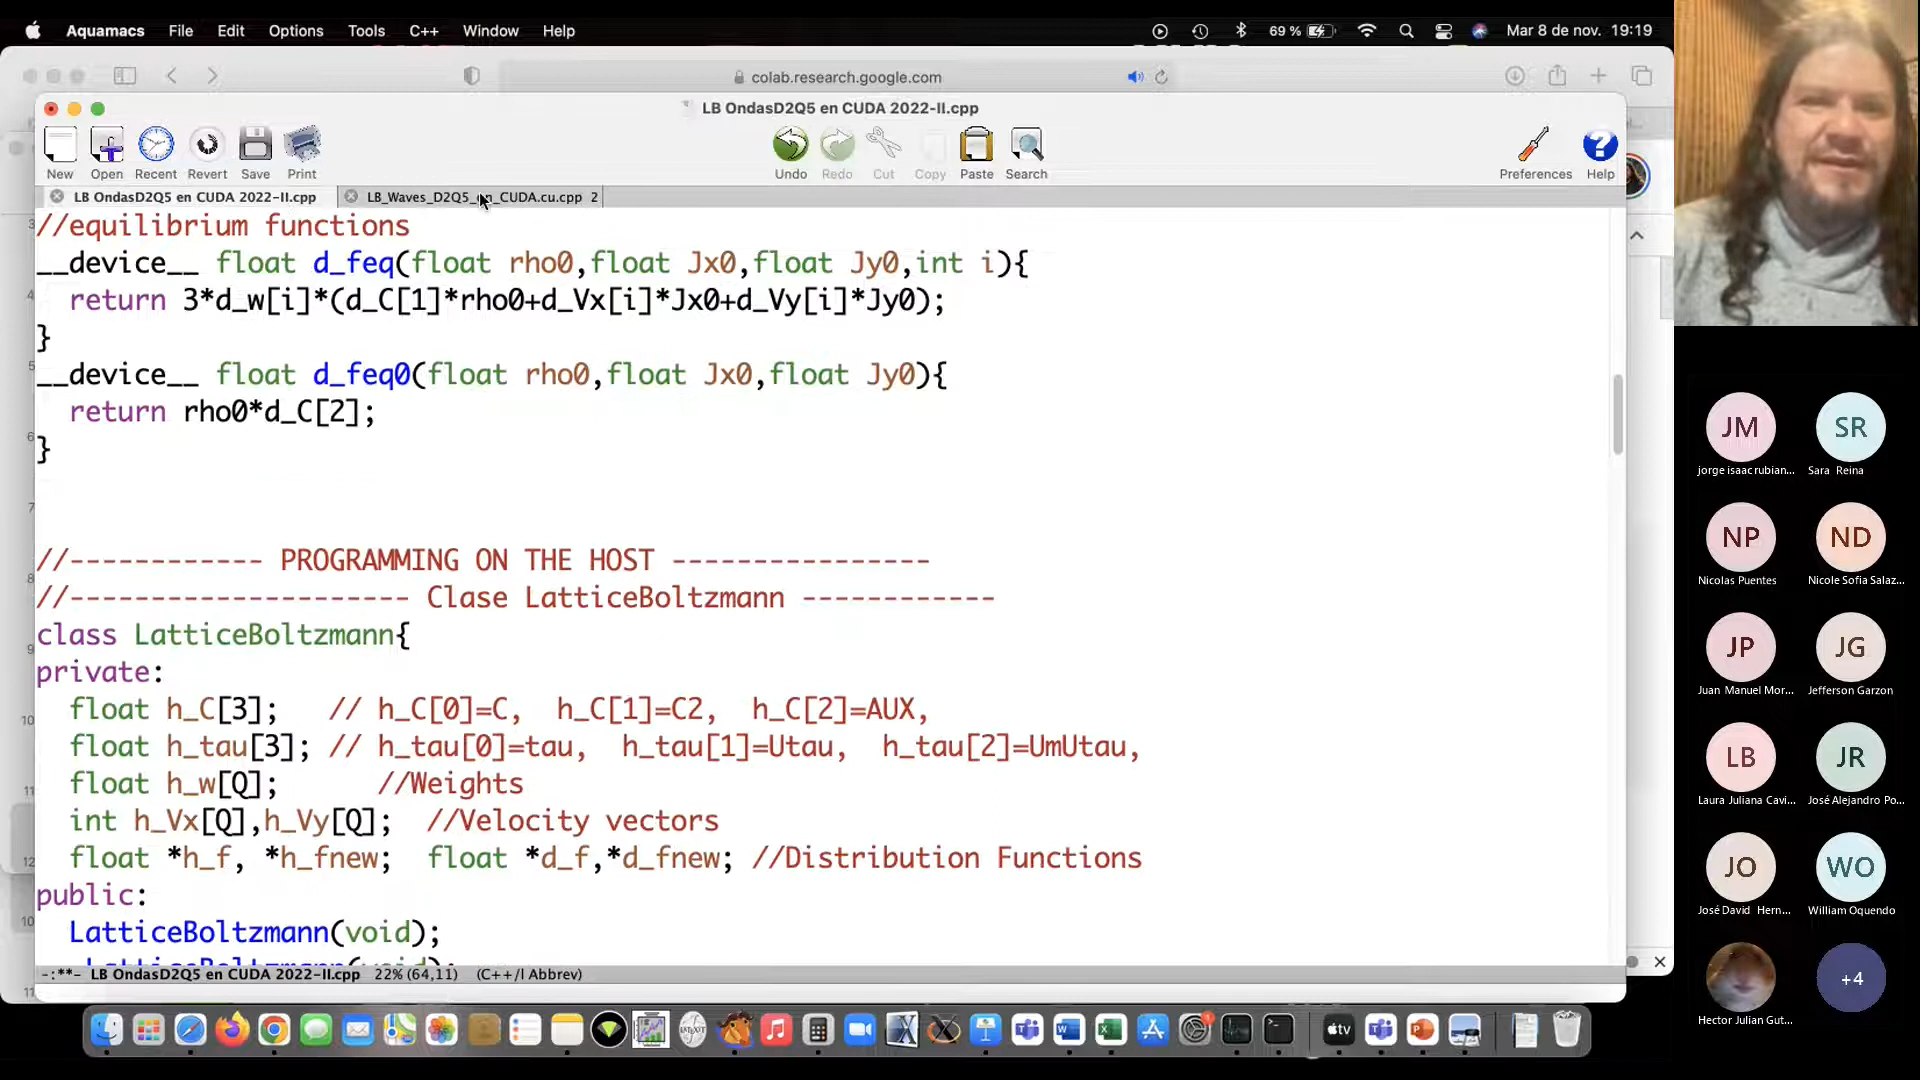 Aquamacs File Edit Options Tools C++ Window Help 69 % Mar 8 de nov. 19:19
colab.research.google.com
LB OndasD2Q5 en CUDA 2022-II.cpp
New Open Recent Revert Save Print Undo Redo Cut Copy Paste Search Preferences Help
LB OndasD2Q5 en CUDA 2022-II.cpp LB_Waves_D2Q5_en_CUDA.cu.cpp 2
//equilibrium functions
__device__ float d_feq(float rho0,float Jx0,float Jy0,int i){
return 3*d_w[i]*(d_C[1]*rho0+d_Vx[i]*Jx0+d_Vy[i]*Jy0);
}
__device__ float d_feq0(float rho0,float Jx0,float Jy0){
return rho0*d_C[2];
}
//------------ PROGRAMMING ON THE HOST ----------------
//--------------------- Clase LatticeBoltzmann ------------
class LatticeBoltzmann{
private:
float h_C[3]; // h_C[0]=C, h_C[1]=C2, h_C[2]=AUX,
float h_tau[3]; // h_tau[0]=tau, h_tau[1]=Utau, h_tau[2]=UmUtau,
float h_w[Q]; //Weights
int h_Vx[Q],h_Vy[Q]; //Velocity vectors
float *h_f, *h_fnew; float *d_f,*d_fnew; //Distribution Functions
public:
LatticeBoltzmann(void);
-:**- LB OndasD2Q5 en CUDA 2022-II.cpp 22% (64,11) (C++/l Abbrev)
JM SR
jorge isaac rubian... Sara Reina
NP ND
Nicolas Puentes Nicole Sofia Salaz...
JP JG
Juan Manuel Mor... Jefferson Garzon
LB JR
Laura Juliana Cavi... José Alejandro Po...
JO WO
José David Hern... William Oquendo
+4
Hector Julian Gut...
tv